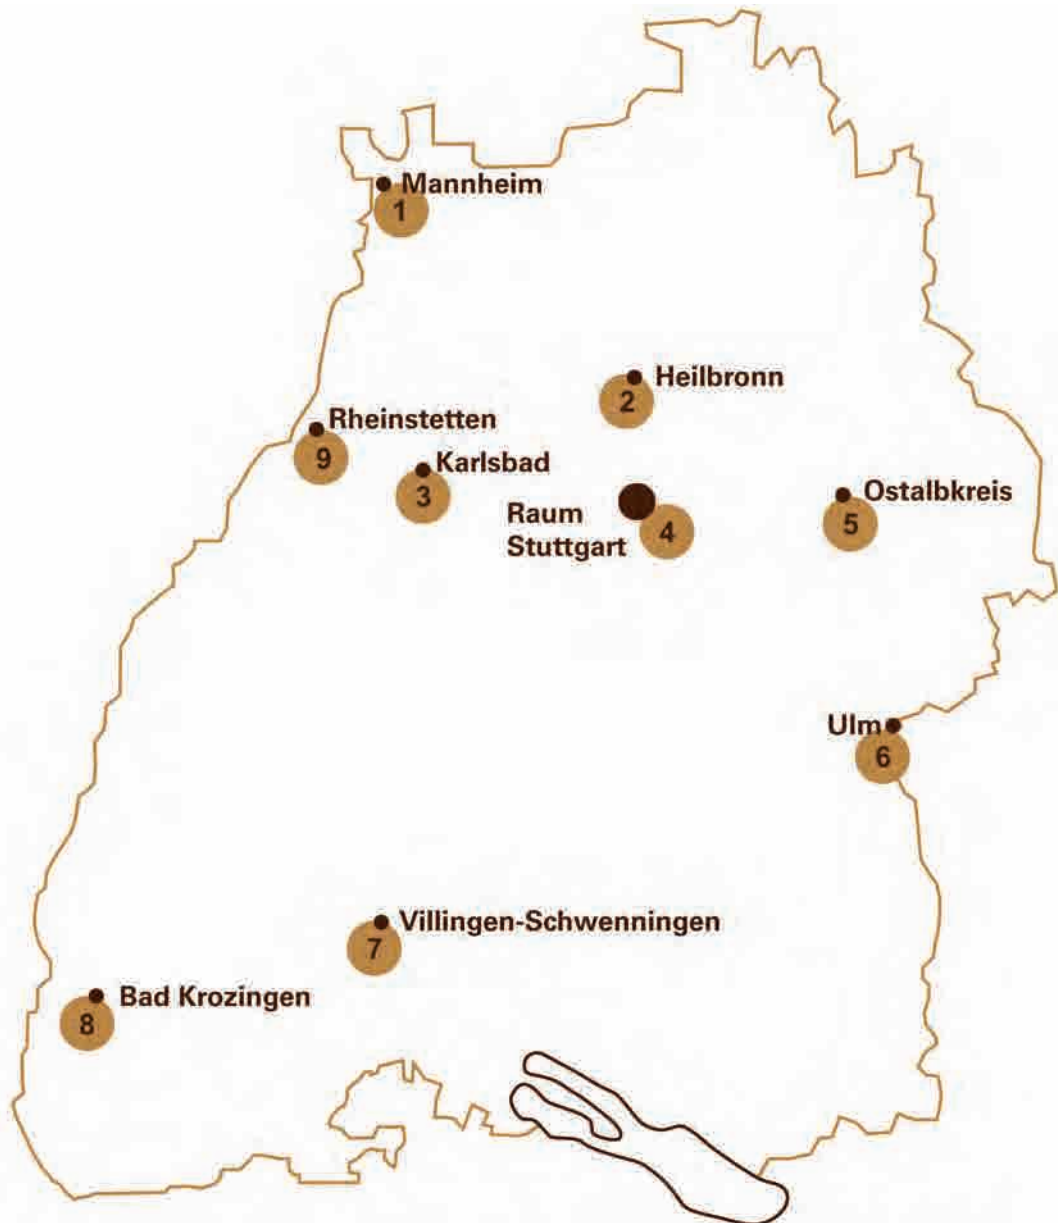 Mannheim
1
Heilbronn
2
Rheinstetten
9
Karlsbad
3
Ostalbkreis
5
Raum
Stuttgart
4
Ulm
6
Villingen-Schwenningen
7
Bad Krozingen
8